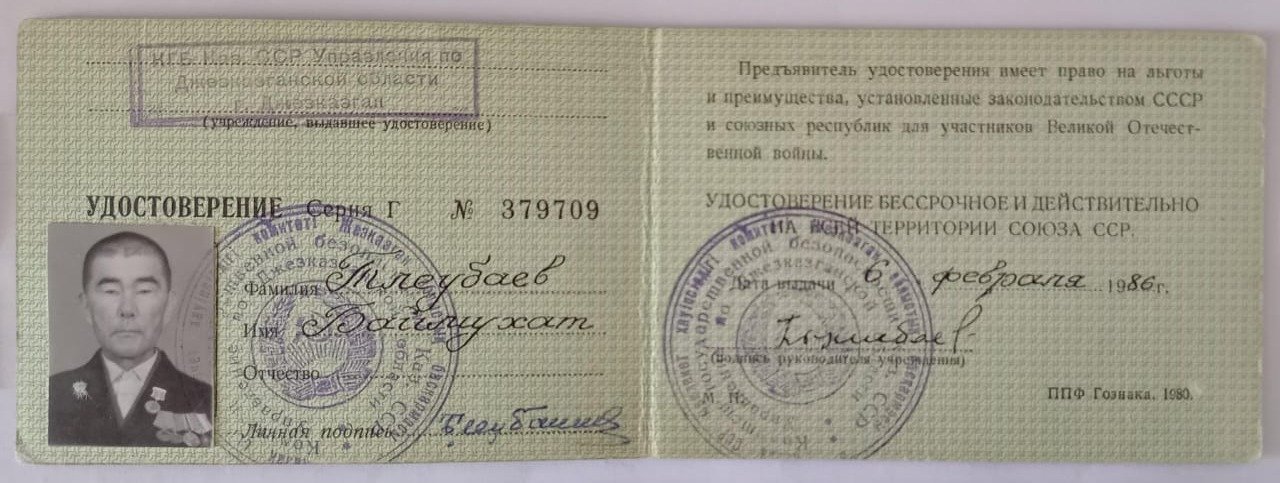 КГБ Каз. ССР Управления по
Джезказганской области
г. Джезказган
(учреждение, выдавшее удостоверение)
УДОСТОВЕРЕНИЕ Серия Г № 379709
Фамилия Тлеубаев
Имя Баймухат
Отчество
Личная подпись
Предъявитель удостоверения имеет право на льготы
и преимущества, установленные законодательством СССР
и союзных республик для участников Великой Отечест-
венной войны.
УДОСТОВЕРЕНИЕ БЕССРОЧНОЕ И ДЕЙСТВИТЕЛЬНО
НА ВСЕЙ ТЕРРИТОРИИ СОЮЗА ССР.
Дата выдачи 6 февраля 1986 г.
(подпись руководителя учреждения)
М. П.
ППФ Гознака. 1980.